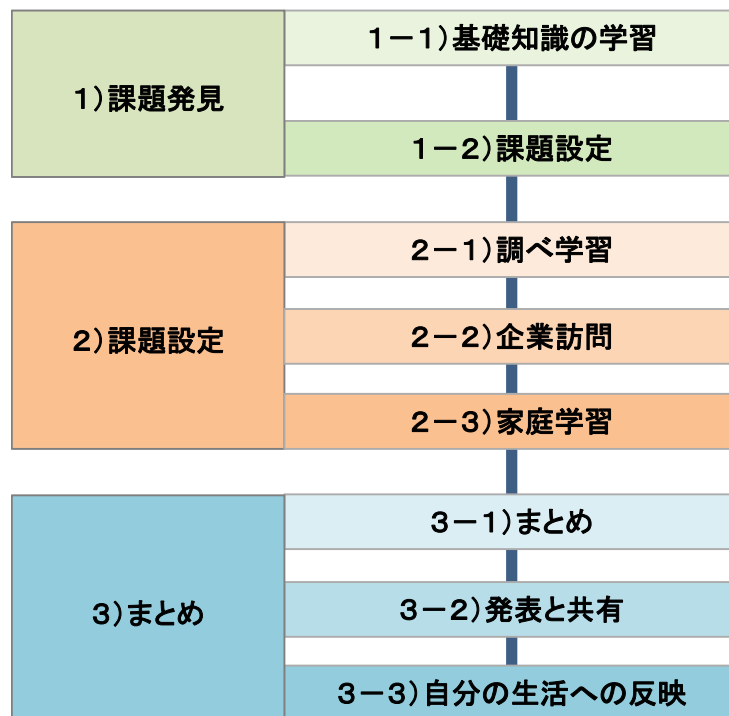 1)課題発見
1－1)基礎知識の学習
1－2)課題設定
2)課題設定
2－1)調べ学習
2－2)企業訪問
2－3)家庭学習
3)まとめ
3－1)まとめ
3－2)発表と共有
3－3)自分の生活への反映